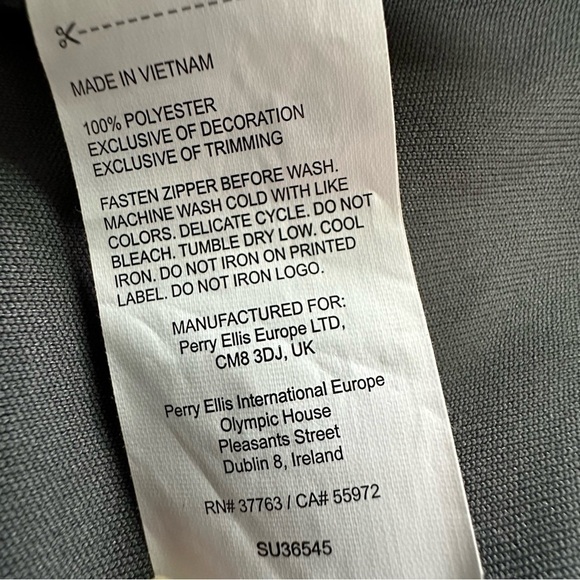 MADE IN VIETNAM
100% POLYESTER
EXCLUSIVE OF DECORATION
EXCLUSIVE OF TRIMMING
FASTEN ZIPPER BEFORE WASH.
MACHINE WASH COLD WITH LIKE
COLORS. DELICATE CYCLE. DO NOT
BLEACH. TUMBLE DRY LOW. COOL
IRON. DO NOT IRON ON PRINTED
LABEL. DO NOT IRON LOGO.
MANUFACTURED FOR:
Perry Ellis Europe LTD,
CM8 3DJ, UK
Perry Ellis International Europe
Olympic House
Pleasants Street
Dublin 8, Ireland
RN# 37763 / CA# 55972
SU36545